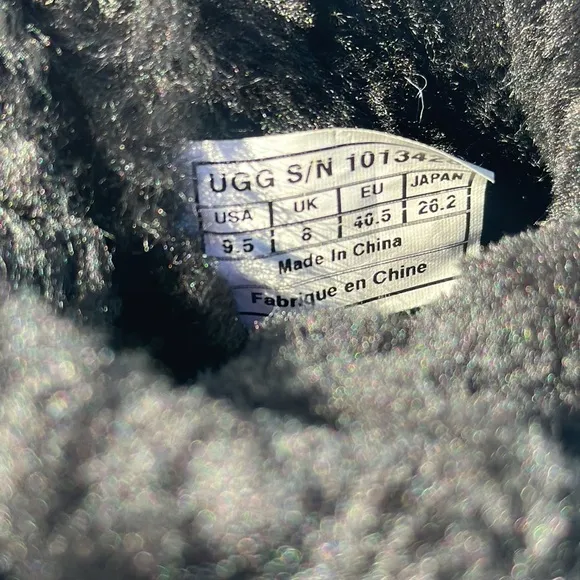 UGG S/N 10134
USA UK EU JAPAN
9.5 8 40.5 26.2
Made In China
Fabrique en Chine